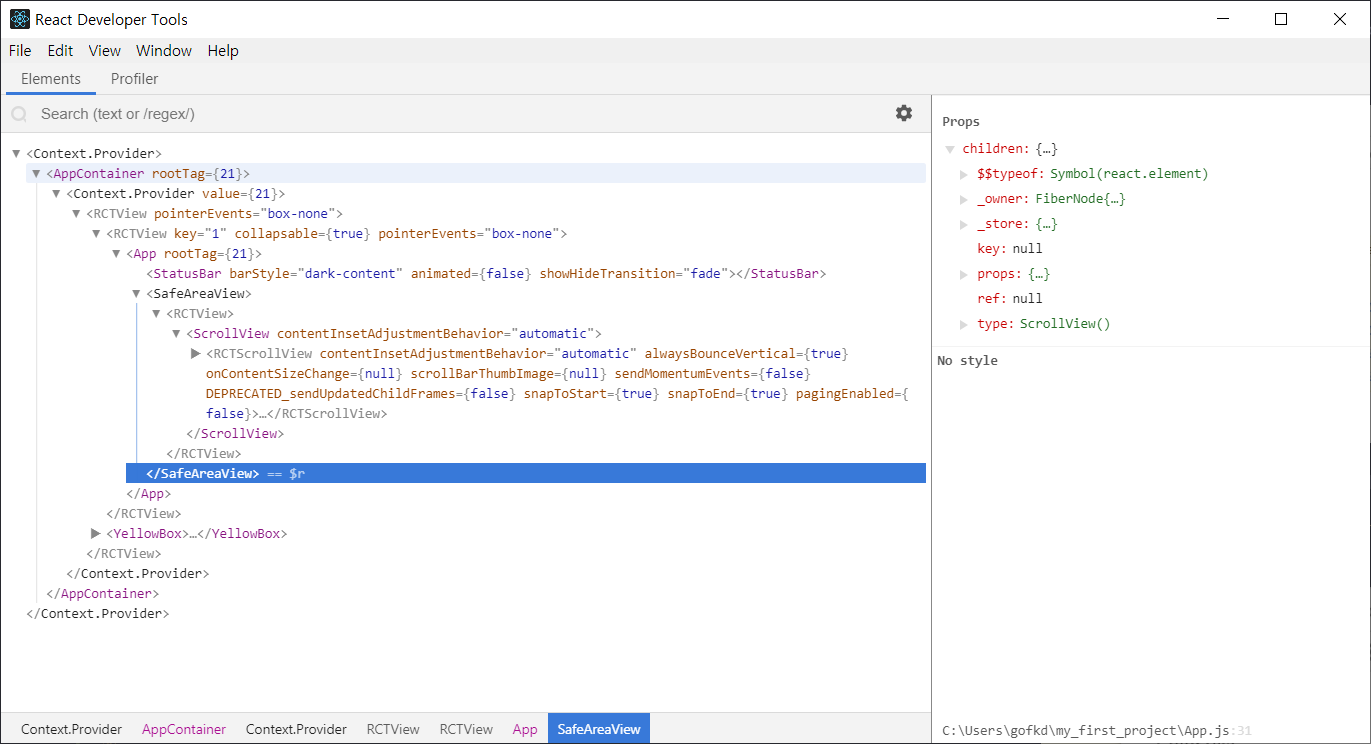 React Developer Tools
File Edit View Window Help
Elements Profiler
Search (text or /regex/)
<Context.Provider>
<AppContainer rootTag={21}>
<Context.Provider value={21}>
<RCTView pointerEvents="box-none">
<RCTView key="1" collapsable={true} pointerEvents="box-none">
<App rootTag={21}>
<StatusBar barStyle="dark-content" animated={false} showHideTransition="fade"></StatusBar>
<SafeAreaView>
<RCTView>
<ScrollView contentInsetAdjustmentBehavior="automatic">
<RCTScrollView contentInsetAdjustmentBehavior="automatic" alwaysBounceVertical={true}
onContentSizeChange={null} scrollBarThumbImage={null} sendMomentumEvents={false}
DEPRECATED_sendUpdatedChildFrames={false} snapToStart={true} snapToEnd={true} pagingEnabled={
false}>…</RCTScrollView>
</ScrollView>
</RCTView>
</SafeAreaView> == $r
</App>
</RCTView>
<YellowBox>…</YellowBox>
</RCTView>
</Context.Provider>
</AppContainer>
</Context.Provider>
Context.Provider AppContainer Context.Provider RCTView RCTView App SafeAreaView
Props
children: {…}
$$typeof: Symbol(react.element)
_owner: FiberNode{…}
_store: {…}
key: null
props: {…}
ref: null
type: ScrollView()
No style
C:\Users\gofkd\my_first_project\App.js:31